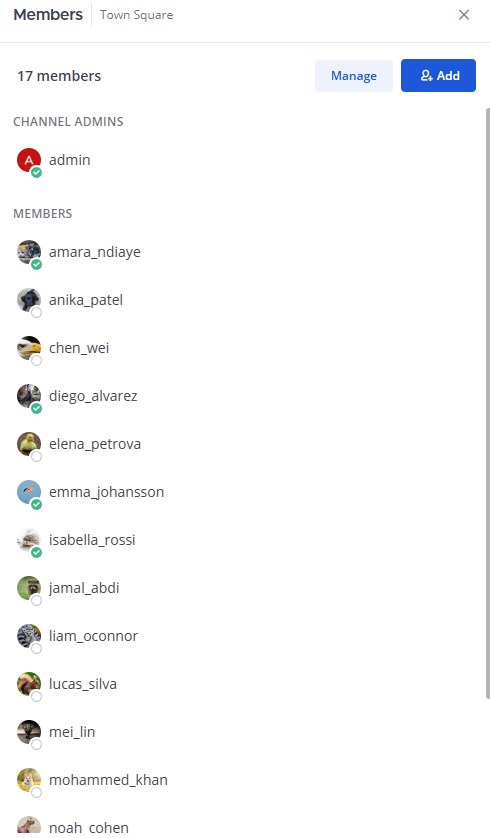 Members Town Square
17 members Manage Add
CHANNEL ADMINS
A admin
MEMBERS
amara_ndiaye
anika_patel
chen_wei
diego_alvarez
elena_petrova
emma_johansson
isabella_rossi
jamal_abdi
liam_oconnor
lucas_silva
mei_lin
mohammed_khan
noah_cohen